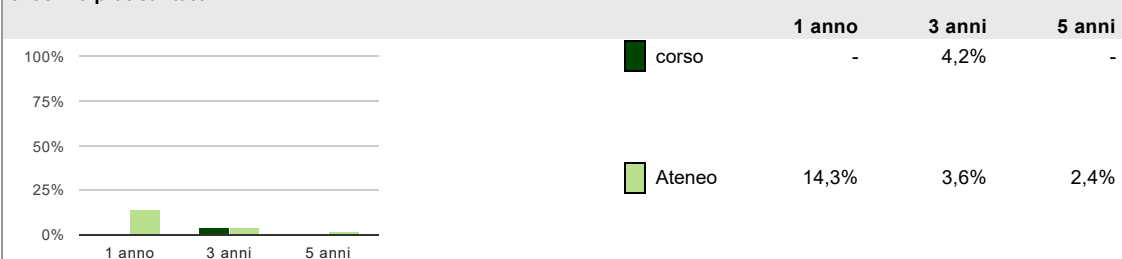 1 anno 3 anni 5 anni
100%
75%
50%
25%
0%
1 anno 3 anni 5 anni
corso - 4,2% -
Ateneo 14,3% 3,6% 2,4%